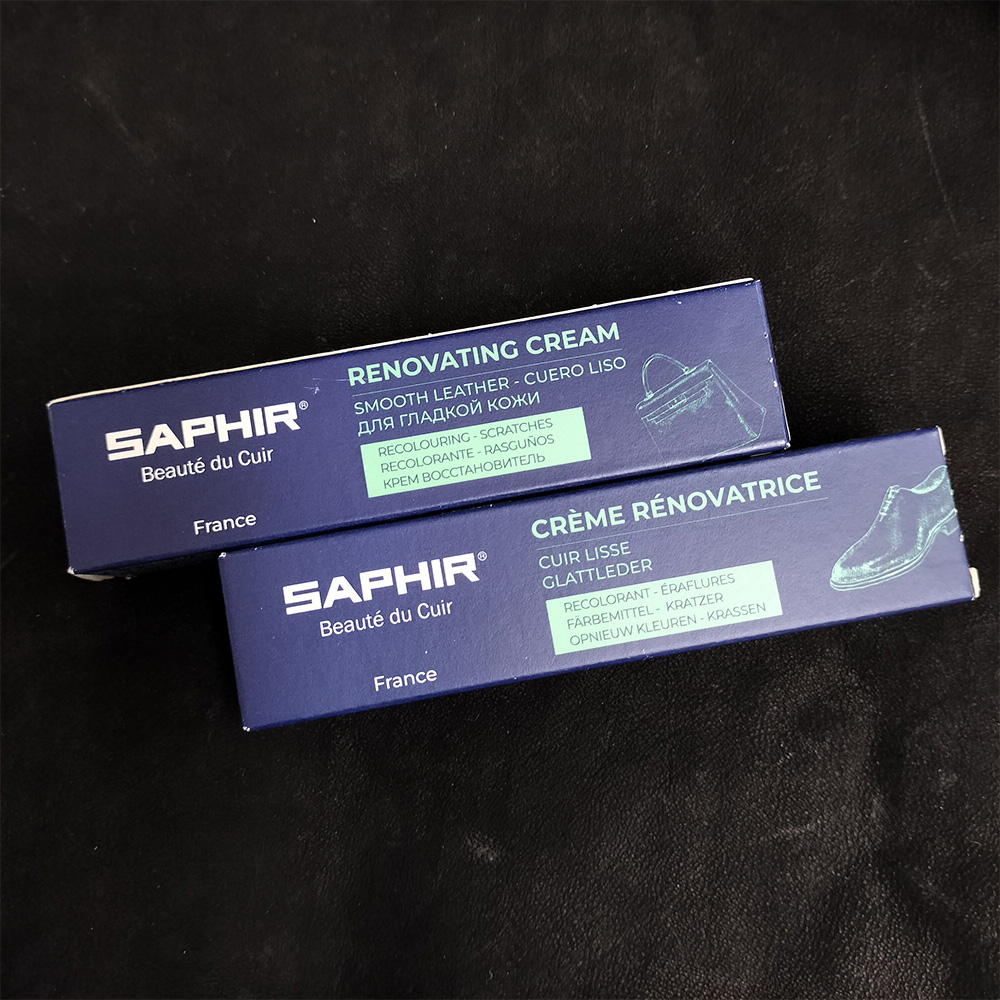 SAPHIR®
Beauté du Cuir
France
RENOVATING CREAM
SMOOTH LEATHER - CUERO LISO
ДЛЯ ГЛАДКОЙ КОЖИ
RECOLOURING - SCRATCHES
RECOLORANTE - RASGUÑOS
КРЕМ ВОССТАНОВИТЕЛЬ
SAPHIR®
Beauté du Cuir
France
CRÈME RÉNOVATRICE
CUIR LISSE
GLATTLEDER
RECOLORANT - ÉRAFLURES
FÄRBEMITTEL - KRATZER
OPNIEUW KLEUREN - KRASSEN